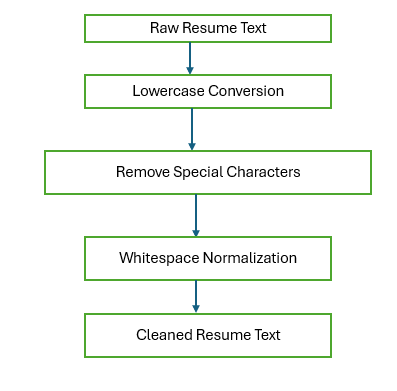 Raw Resume Text
Lowercase Conversion
Remove Special Characters
Whitespace Normalization
Cleaned Resume Text